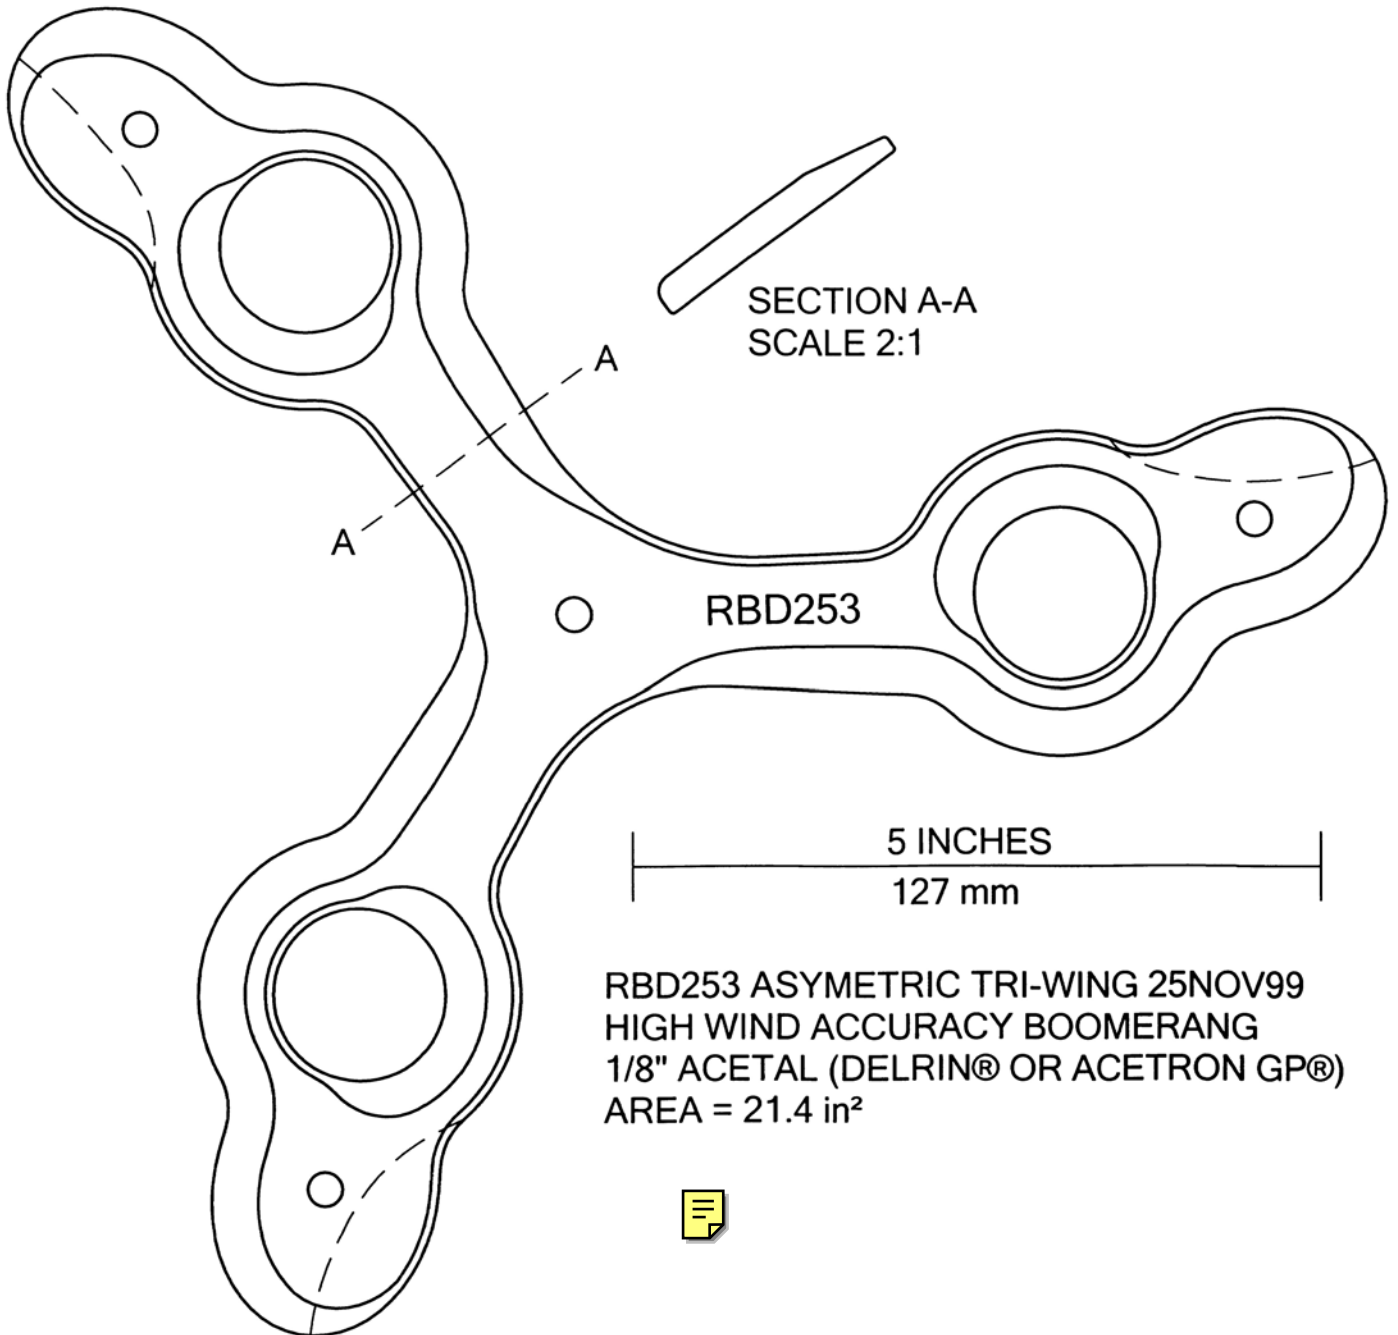 SECTION A-A
SCALE 2:1
A
A
RBD253
5 INCHES
127 mm
RBD253 ASYMETRIC TRI-WING 25NOV99
HIGH WIND ACCURACY BOOMERANG
1/8" ACETAL (DELRIN® OR ACETRON GP®)
AREA = 21.4 in²